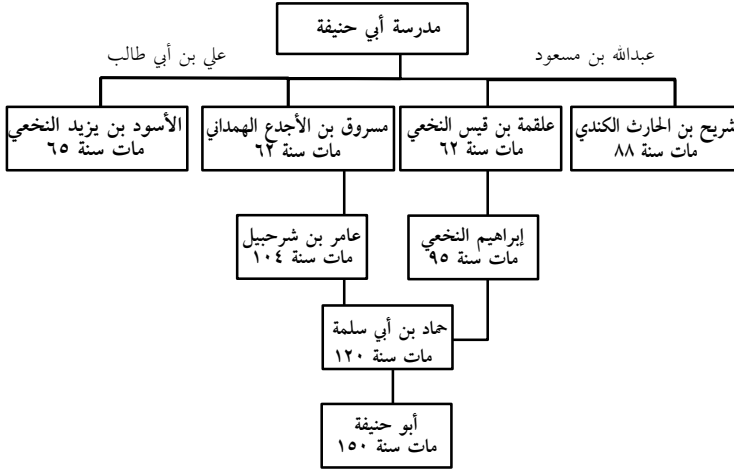 مدرسة أبي حنيفة
عبدالله بن مسعود
علي بن أبي طالب
شريح بن الحارث الكندي
مات سنة ٨٨
علقمة بن قيس النخعي
مات سنة ٦٢
مسروق بن الأجدع الهمداني
مات سنة ٦٢
الأسود بن يزيد النخعي
مات سنة ٦٥
إبراهيم النخعي
مات سنة ٩٥
عامر بن شرحبيل
مات سنة ١٠٤
حماد بن أبي سلمة
مات سنة ١٢٠
أبو حنيفة
مات سنة ١٥٠